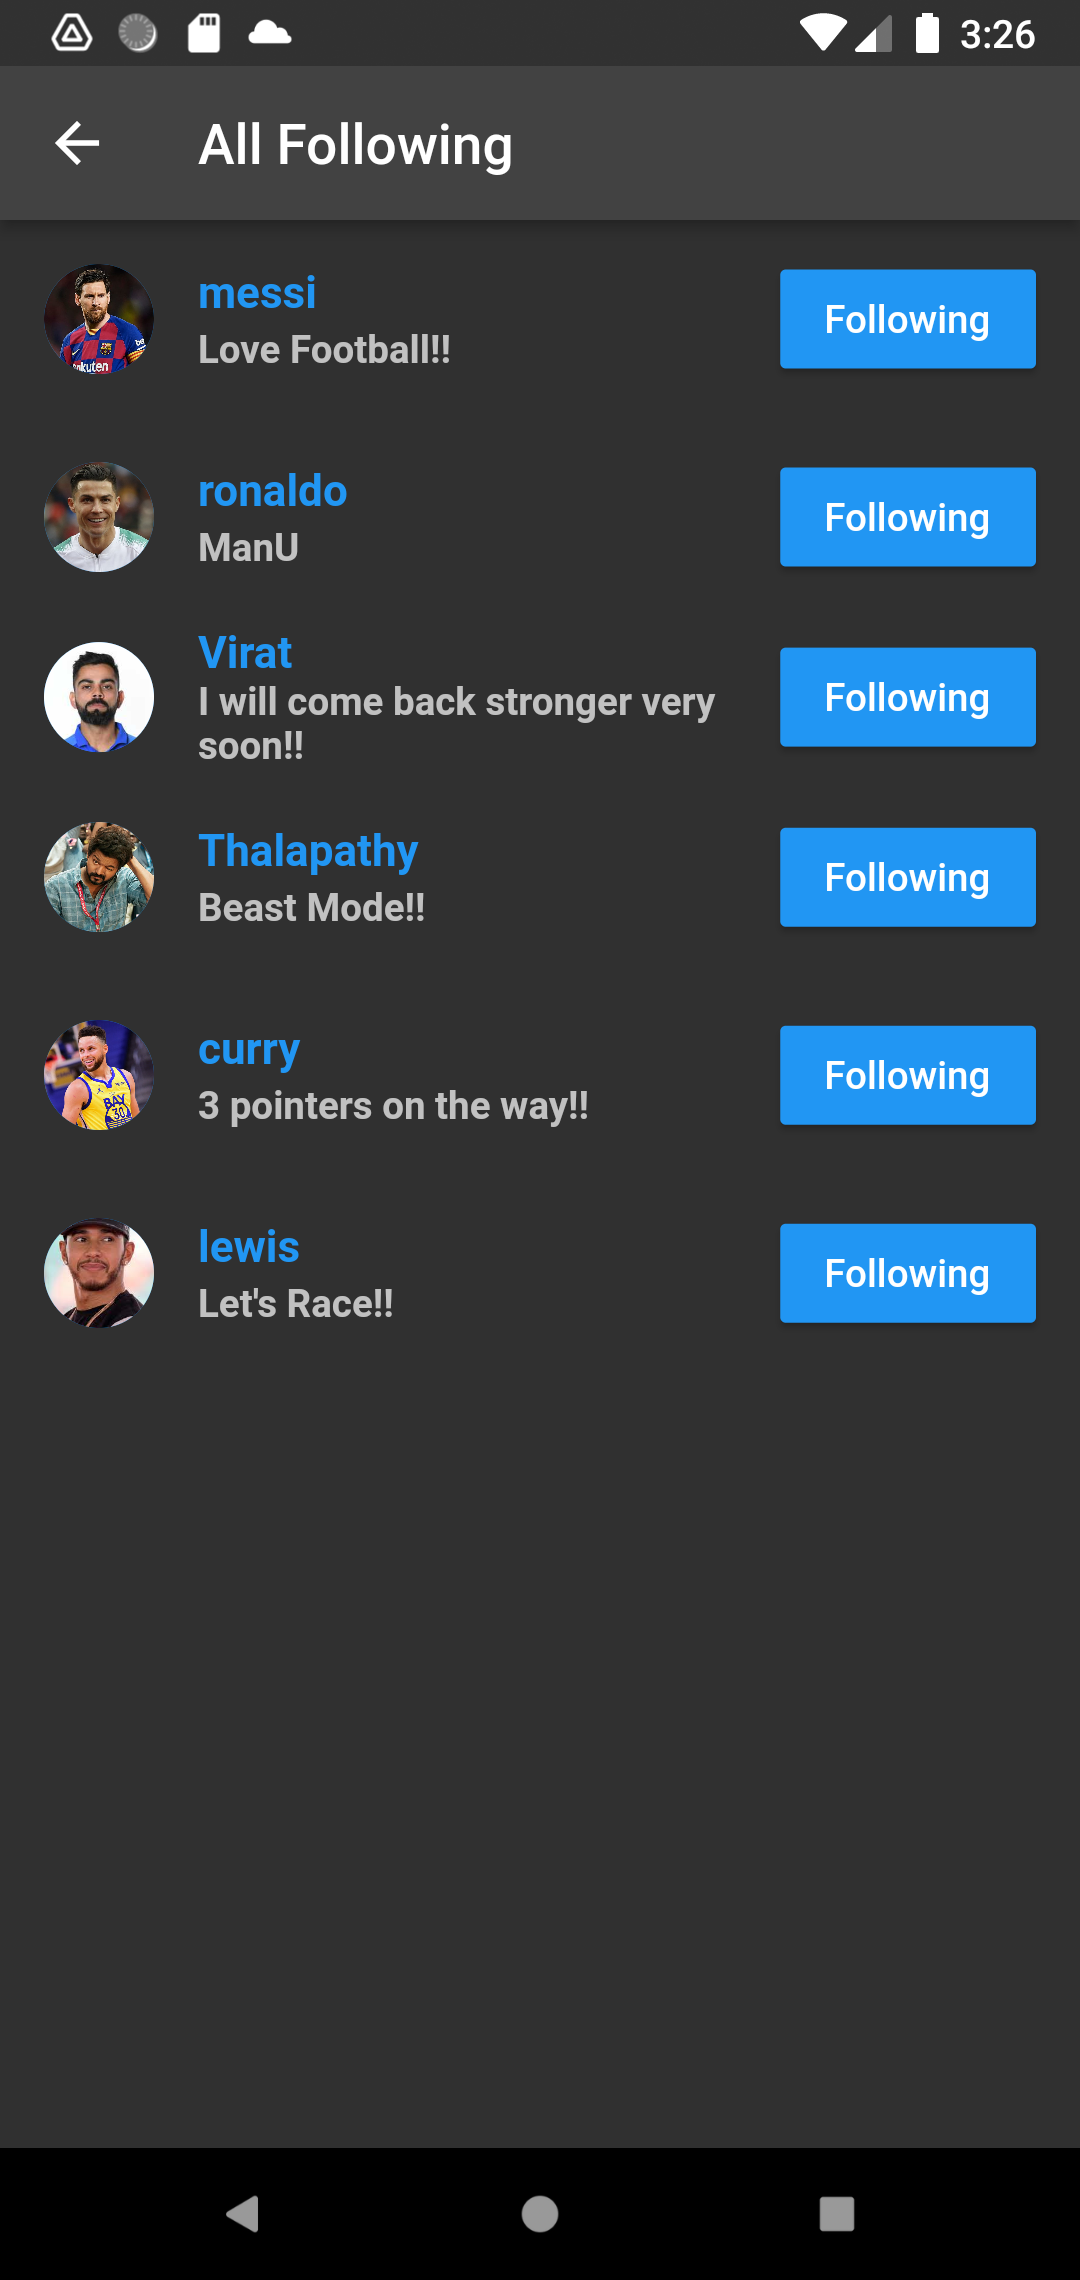 3:26
All Following
messi
Love Football!!
Following
ronaldo
ManU
Following
Virat
I will come back stronger very
soon!!
Following
Thalapathy
Beast Mode!!
Following
curry
3 pointers on the way!!
Following
lewis
Let's Race!!
Following